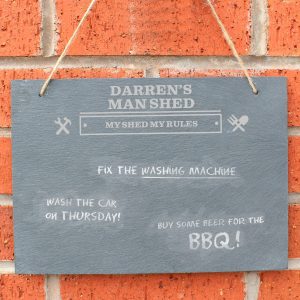 DARREN'S
MAN SHED
MY SHED MY RULES
FIX THE WASHING MACHINE
WASH THE CAR
ON THURSDAY!
BUY SOME BEER FOR THE
BBQ!